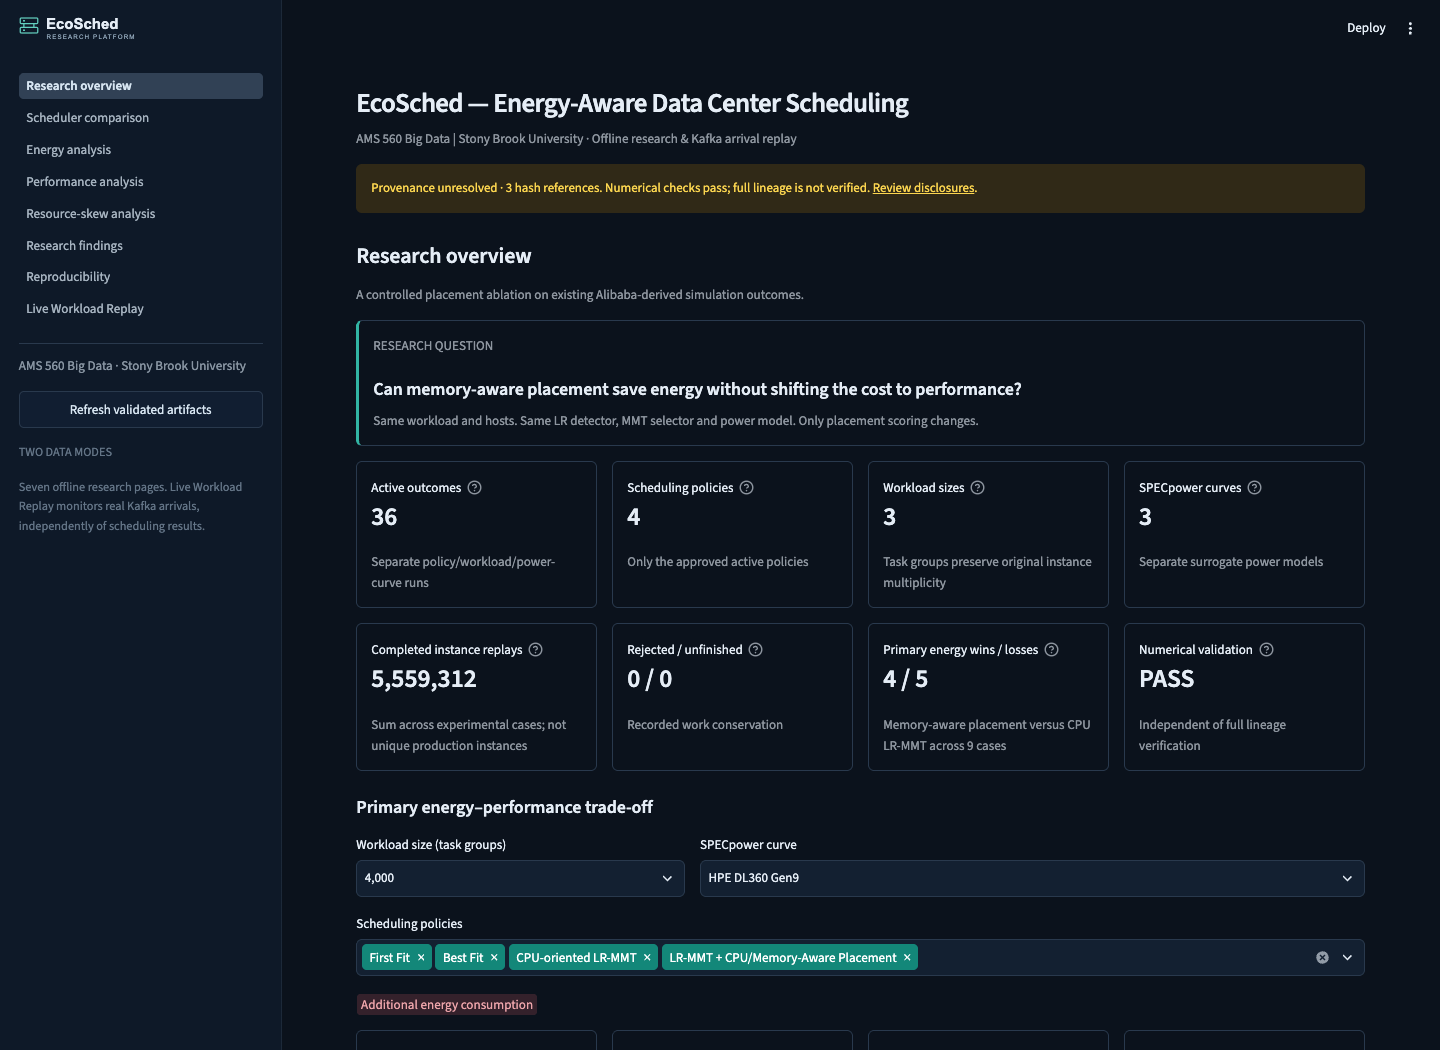 EcoSched
RESEARCH PLATFORM
Research overview
Scheduler comparison
Energy analysis
Performance analysis
Resource-skew analysis
Research findings
Reproducibility
Live Workload Replay
AMS 560 Big Data · Stony Brook University
Refresh validated artifacts
TWO DATA MODES
Seven offline research pages. Live Workload
Replay monitors real Kafka arrivals,
independently of scheduling results.
Deploy
EcoSched — Energy-Aware Data Center Scheduling
AMS 560 Big Data | Stony Brook University · Offline research & Kafka arrival replay
Provenance unresolved · 3 hash references. Numerical checks pass; full lineage is not verified. Review disclosures.
Research overview
A controlled placement ablation on existing Alibaba-derived simulation outcomes.
RESEARCH QUESTION
Can memory-aware placement save energy without shifting the cost to performance?
Same workload and hosts. Same LR detector, MMT selector and power model. Only placement scoring changes.
Active outcomes
36
Separate policy/workload/power-
curve runs
Scheduling policies
4
Only the approved active policies
Workload sizes
3
Task groups preserve original instance
multiplicity
SPECpower curves
3
Separate surrogate power models
Completed instance replays
5,559,312
Sum across experimental cases; not
unique production instances
Rejected / unfinished
0 / 0
Recorded work conservation
Primary energy wins / losses
4 / 5
Memory-aware placement versus CPU
LR-MMT across 9 cases
Numerical validation
PASS
Independent of full lineage
verification
Primary energy–performance trade-off
Workload size (task groups)
4,000
SPECpower curve
HPE DL360 Gen9
Scheduling policies
First Fit × Best Fit × CPU-oriented LR-MMT × LR-MMT + CPU/Memory-Aware Placement ×
Additional energy consumption